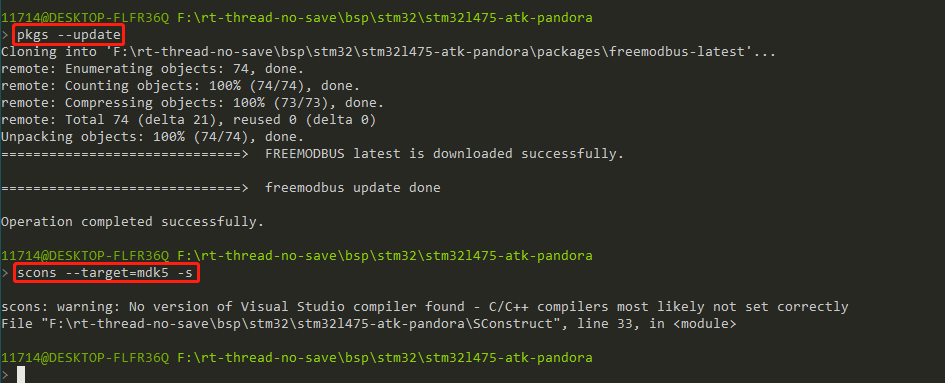 11714@DESKTOP-FLFR36Q F:\rt-thread-no-save\bsp\stm32\stm32l475-atk-pandora
> pkgs --update
Cloning into 'F:\rt-thread-no-save\bsp\stm32\stm32l475-atk-pandora\packages\freemodbus-latest'...
remote: Enumerating objects: 74, done.
remote: Counting objects: 100% (74/74), done.
remote: Compressing objects: 100% (73/73), done.
remote: Total 74 (delta 21), reused 0 (delta 0)
Unpacking objects: 100% (74/74), done.
==============================> FREEMODBUS latest is downloaded successfully.
==============================> freemodbus update done
Operation completed successfully.
11714@DESKTOP-FLFR36Q F:\rt-thread-no-save\bsp\stm32\stm32l475-atk-pandora
> scons --target=mdk5 -s
scons: warning: No version of Visual Studio compiler found - C/C++ compilers most likely not set correctly
File "F:\rt-thread-no-save\bsp\stm32\stm32l475-atk-pandora\SConstruct", line 33, in <module>
11714@DESKTOP-FLFR36Q F:\rt-thread-no-save\bsp\stm32\stm32l475-atk-pandora
>